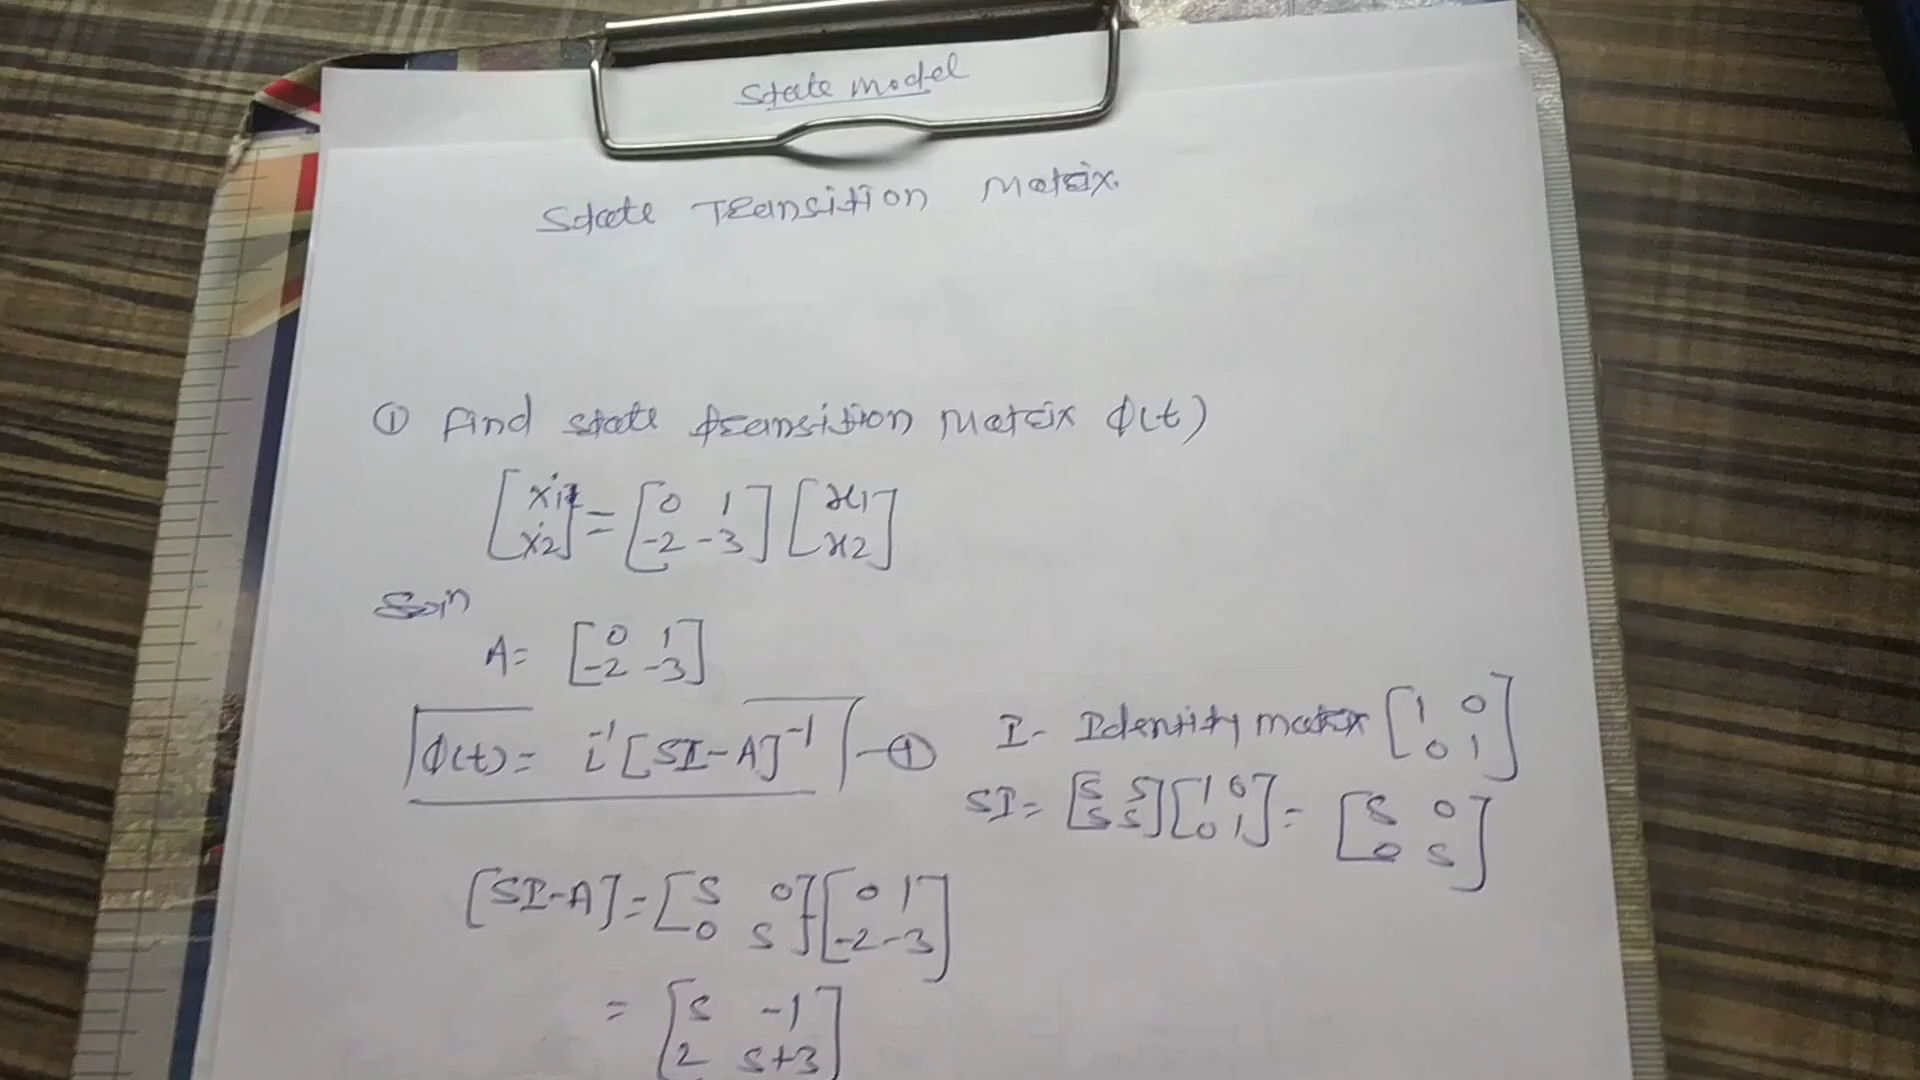 State model
State Transition Matrix.
① Find state transition Matrix ϕ(t)
[ẋ1; ẋ2] = [0 1; -2 -3] [x1; x2]
Soln
A= [0 1; -2 -3]
ϕ(t) = L⁻¹ [SI-A]⁻¹ —①
I - Identity matrix [1 0; 0 1]
SI = [S S; S S] [1 0; 0 1] = [S 0; 0 S]
[SI-A] = [S 0; 0 S] - [0 1; -2 -3]
= [S -1; 2 S+3]